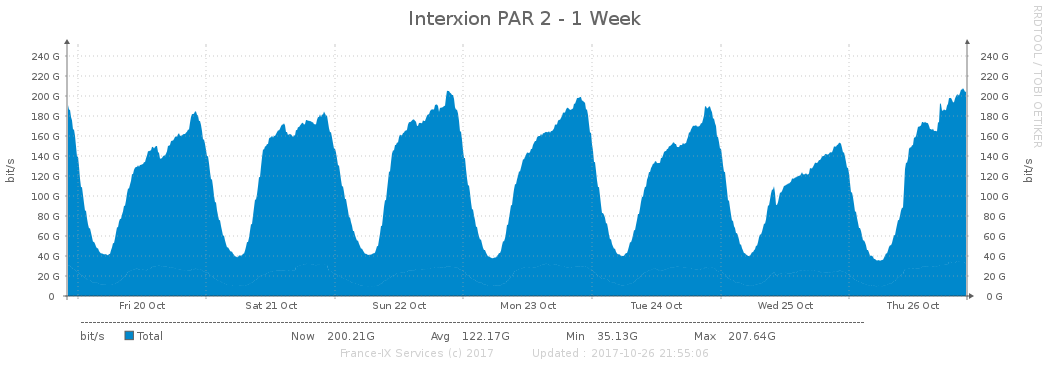 Interxion PAR 2 - 1 Week
RRDTOOL / TOBI OETIKER
240 G 240 G
220 G 220 G
200 G 200 G
180 G 180 G
160 G 160 G
140 G 140 G
120 G 120 G
100 G 100 G
80 G 80 G
60 G 60 G
40 G 40 G
20 G 20 G
0 0 G
bit/s
bit/s
Fri 20 Oct Sat 21 Oct Sun 22 Oct Mon 23 Oct Tue 24 Oct Wed 25 Oct Thu 26 Oct
bit/s Total Now 200.21G Avg 122.17G Min 35.13G Max 207.64G
France-IX Services (c) 2017 Updated : 2017-10-26 21:55:06